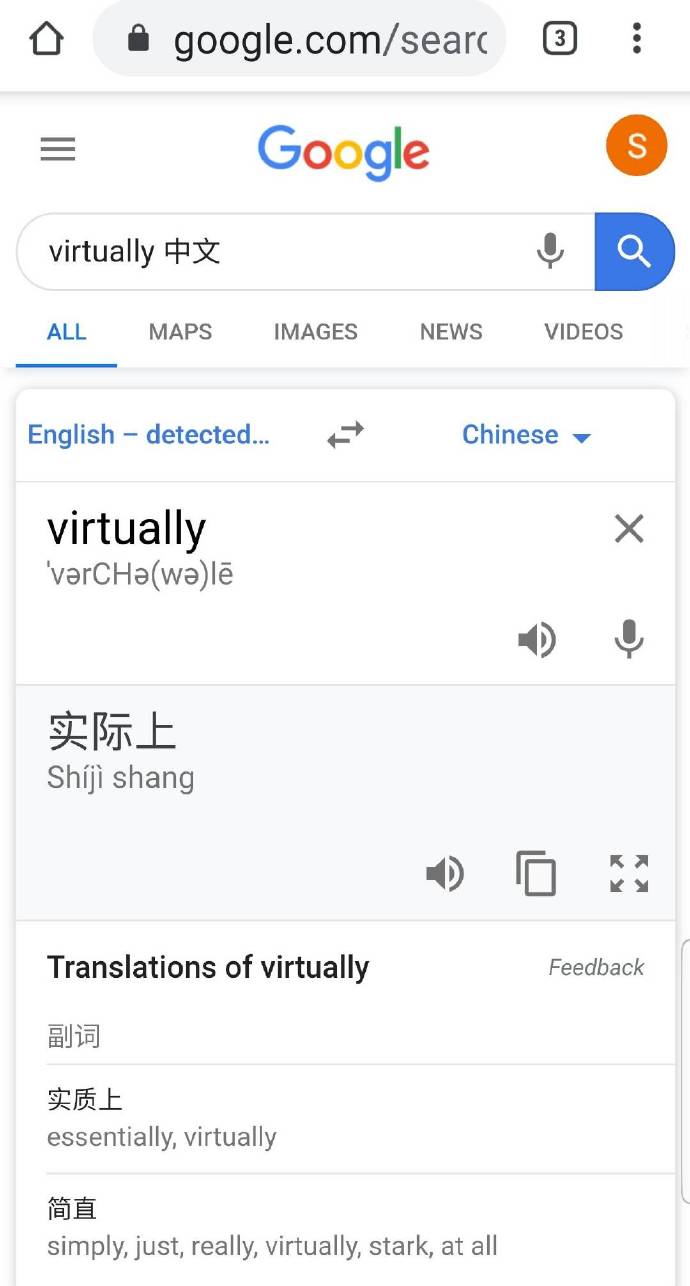 google.com/searc
3
Google
S
virtually 中文
ALL MAPS IMAGES NEWS VIDEOS
English – detected... Chinese
virtually
ˈvərCHə(wə)lē
实际上
Shíjì shang
Translations of virtually Feedback
副词
实质上
essentially, virtually
简直
simply, just, really, virtually, stark, at all